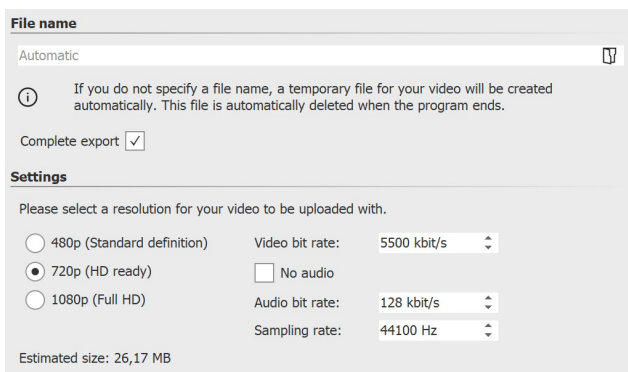 File name
Automatic
If you do not specify a file name, a temporary file for your video will be created
automatically. This file is automatically deleted when the program ends.
Complete export
Settings
Please select a resolution for your video to be uploaded with.
480p (Standard definition) Video bit rate: 5500 kbit/s
720p (HD ready) No audio
1080p (Full HD) Audio bit rate: 128 kbit/s
Sampling rate: 44100 Hz
Estimated size: 26,17 MB